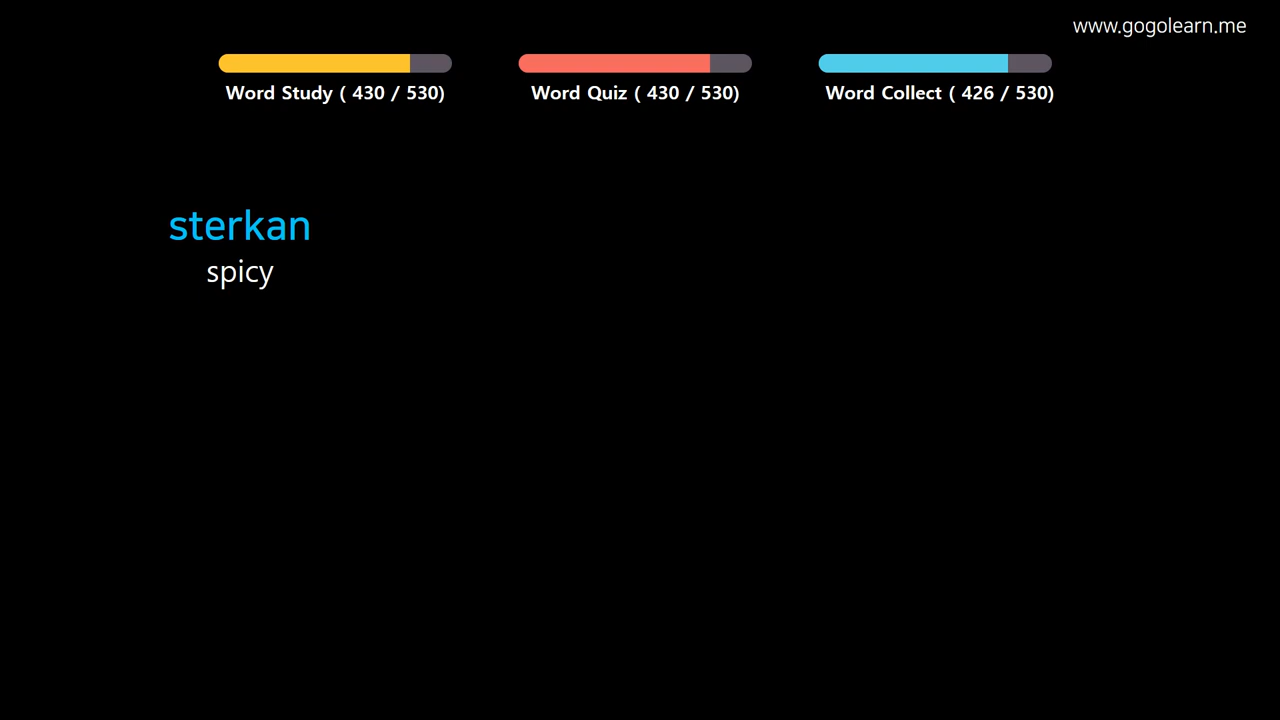 www.gogolearn.me
Word Study ( 430 / 530)
Word Quiz ( 430 / 530)
Word Collect ( 426 / 530)
sterkan
spicy